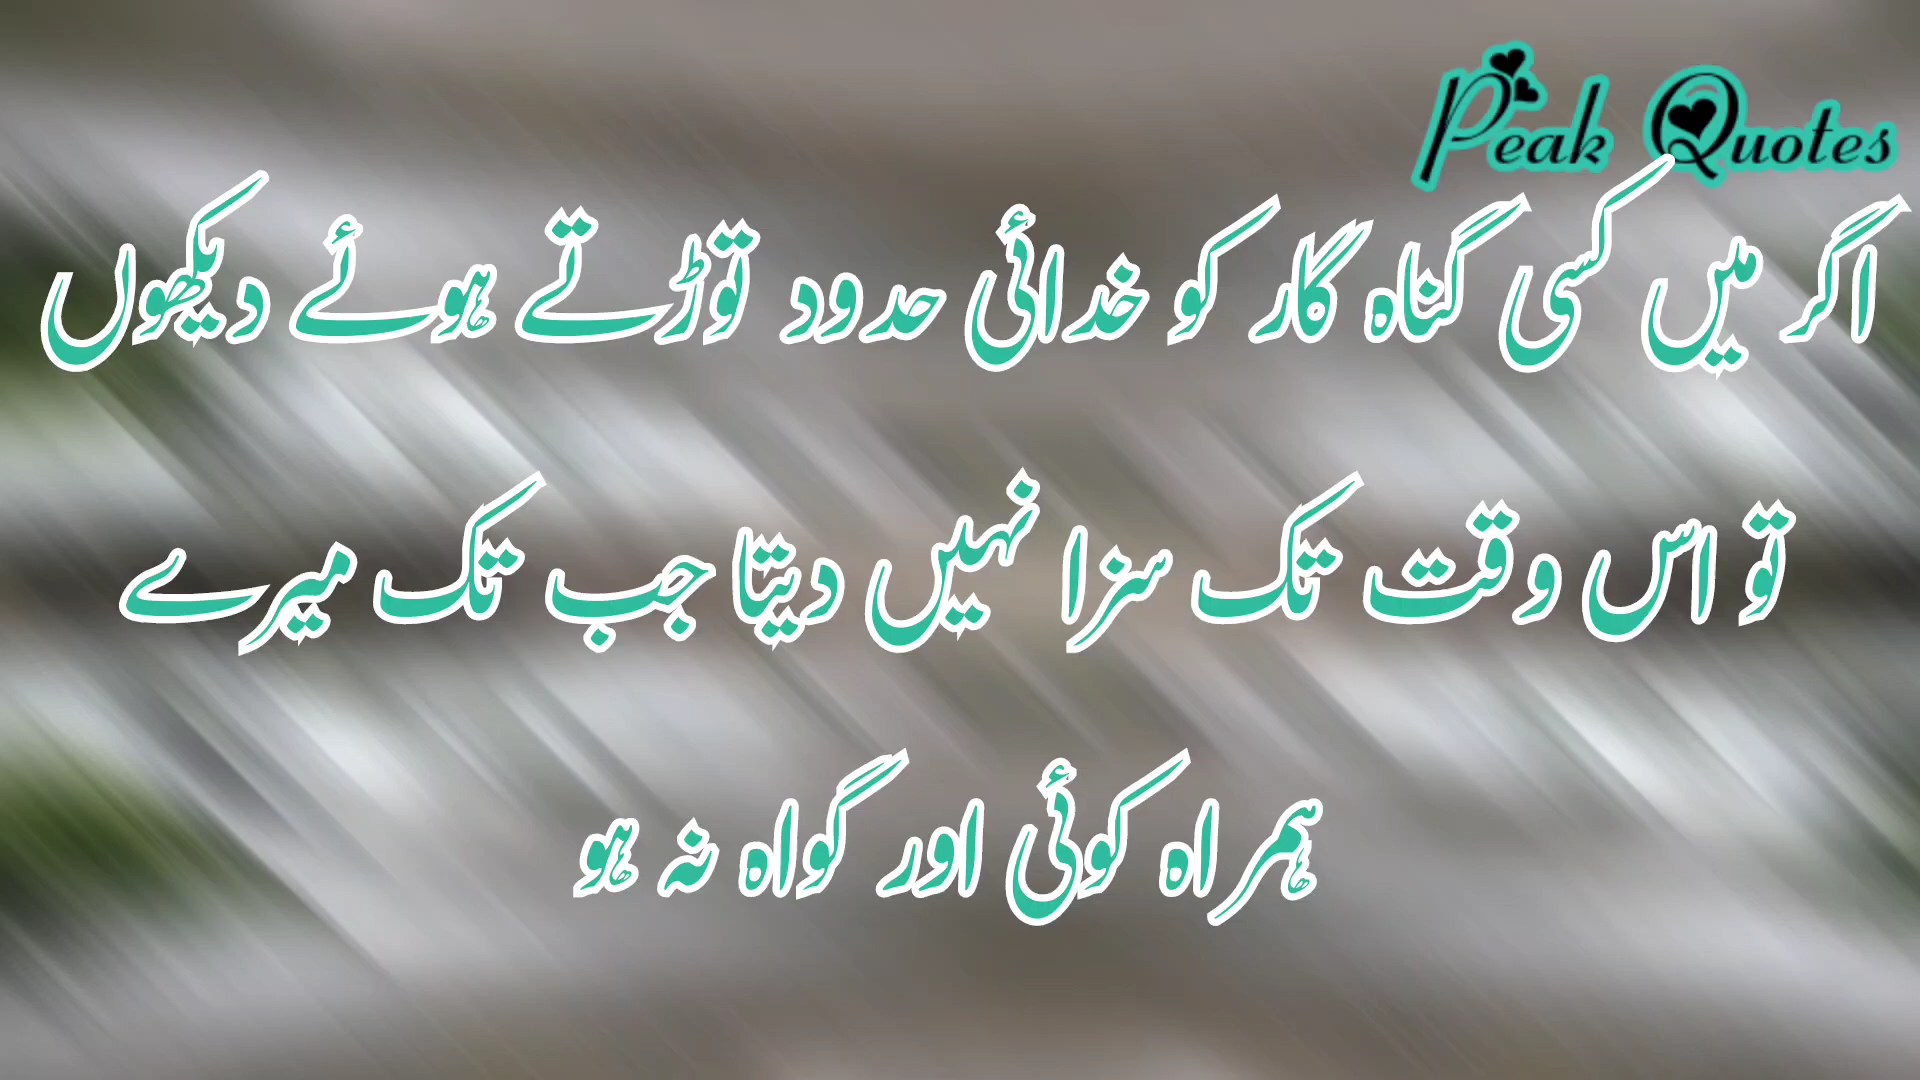 Peak Quotes
اگر میں کسی گناہ گار کو خدائی حدود توڑتے ہوئے دیکھوں
تو اس وقت تک سزا نہیں دیتا جب تک میرے
ہمراہ کوئی اور گواہ نہ ہو